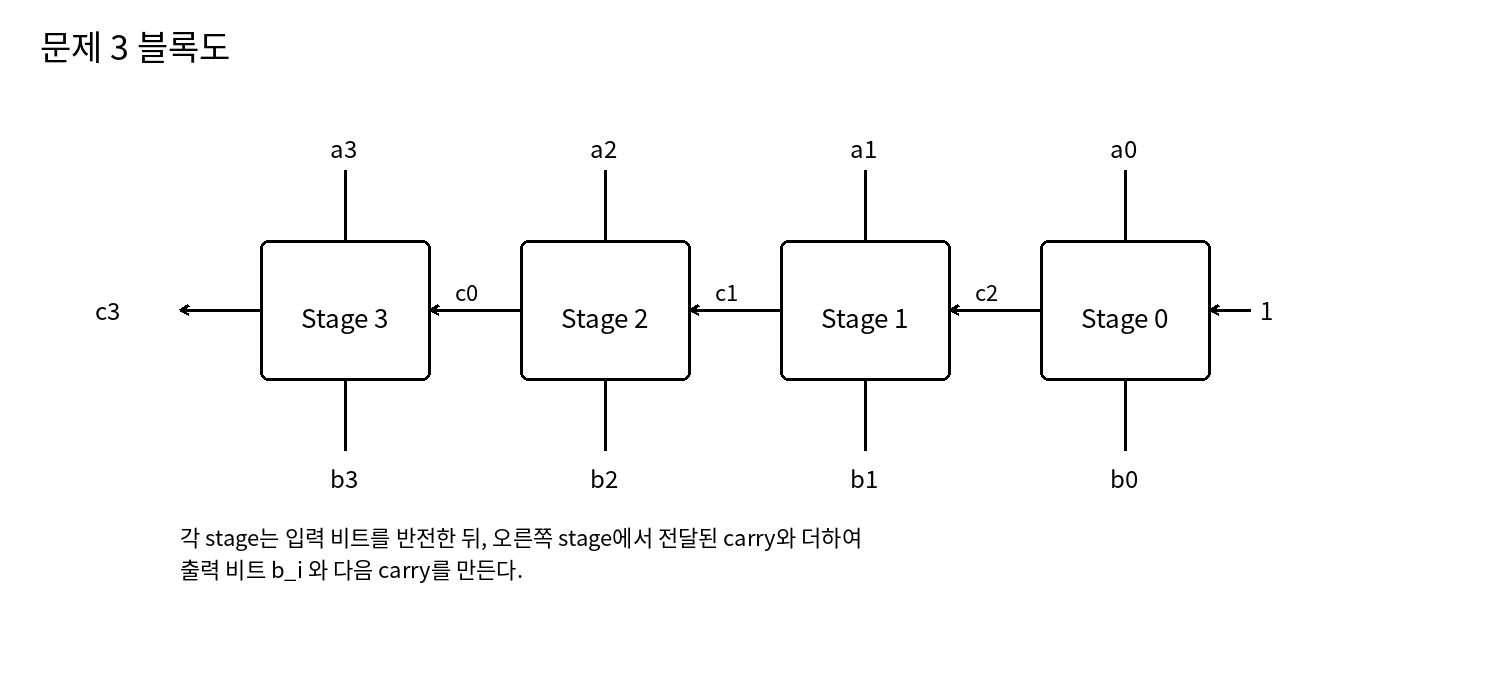 문제 3 블록도
a3 a2 a1 a0
c0 c1 c2
c3 Stage 3 Stage 2 Stage 1 Stage 0 1
b3 b2 b1 b0
각 stage는 입력 비트를 반전한 뒤, 오른쪽 stage에서 전달된 carry와 더하여
출력 비트 b_i 와 다음 carry를 만든다.